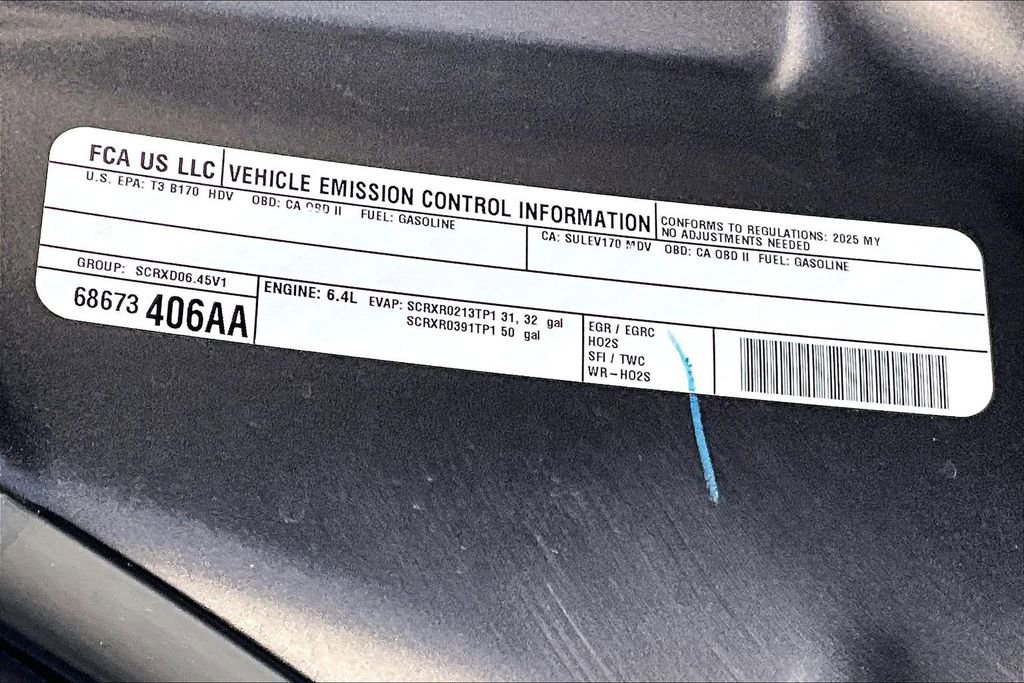 FCA US LLC
VEHICLE EMISSION CONTROL INFORMATION
CONFORMS TO REGULATIONS: 2025 MY
NO ADJUSTMENTS NEEDED
U.S. EPA: T3 B170 HDV OBD: CA OBD II FUEL: GASOLINE
CA: SULEV170 MDV OBD: CA OBD II FUEL: GASOLINE
GROUP: SCRXD06.45V1
68673 406AA
ENGINE: 6.4L EVAP: SCRXR0213TP1 31, 32 gal
SCRXR0391TP1 50 gal
EGR / EGRC
HO2S
SFI / TWC
WR-HO2S